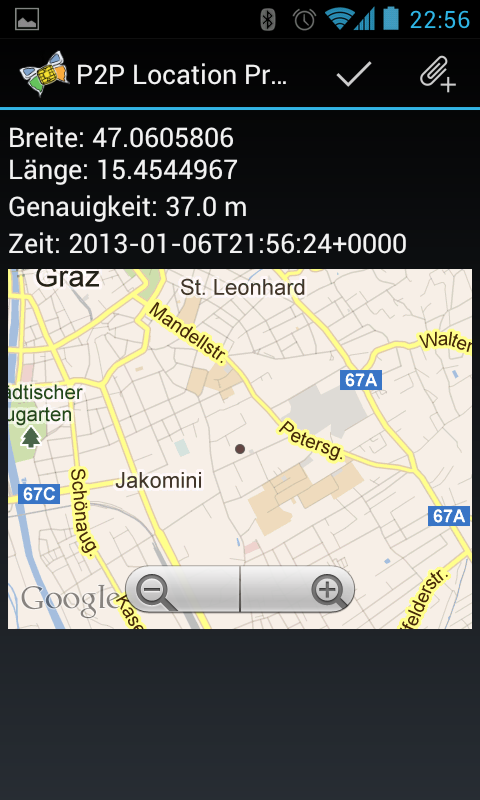 22:56
P2P Location Pr...
Breite: 47.0605806
Länge: 15.4544967
Genauigkeit: 37.0 m
Zeit: 2013-01-06T21:56:24+0000
Graz
St. Leonhard
Mandellstr.
Walter
67A
ädtischer
ugarten
Petersg.
Jakomini
67C
Schönaug.
67A
Google
Kase
felderstr.